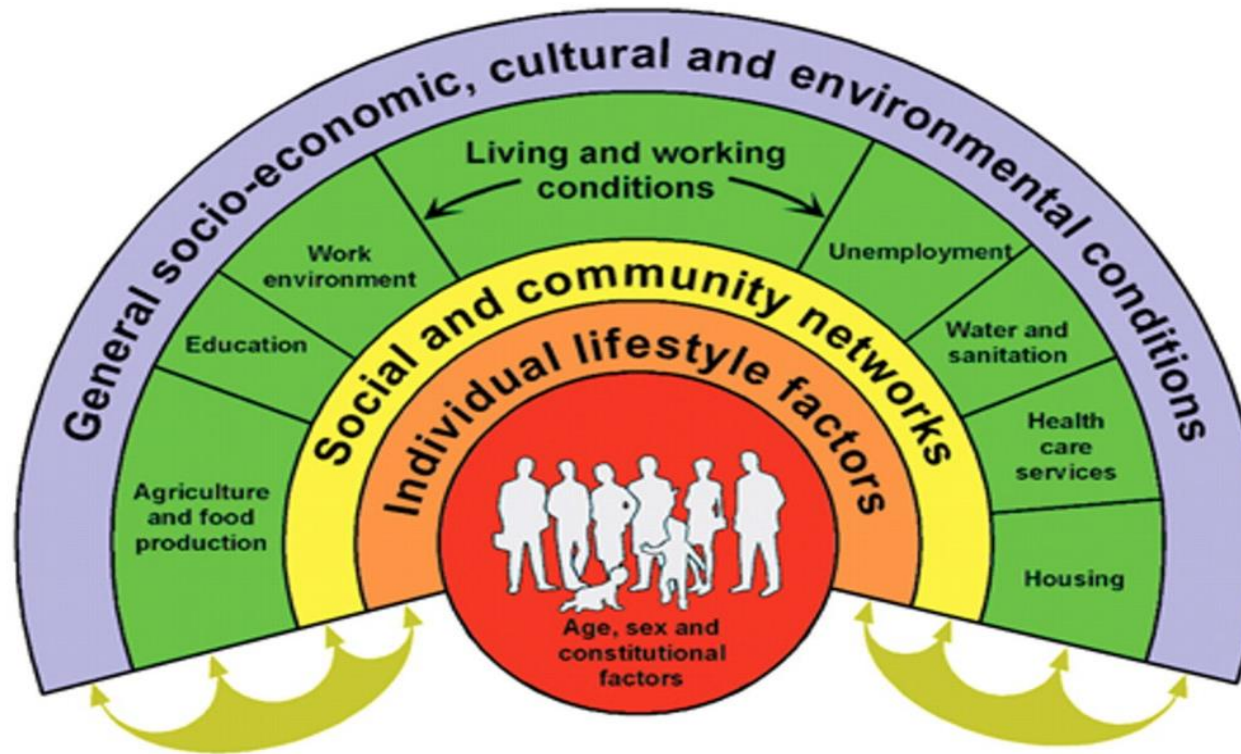 General socio-economic, cultural and environmental conditions
Living and working
conditions
Work
environment
Education
Agriculture
and food
production
Unemployment
Water and
sanitation
Health
care
services
Housing
Social and community networks
Individual lifestyle factors
Age, sex and
constitutional
factors